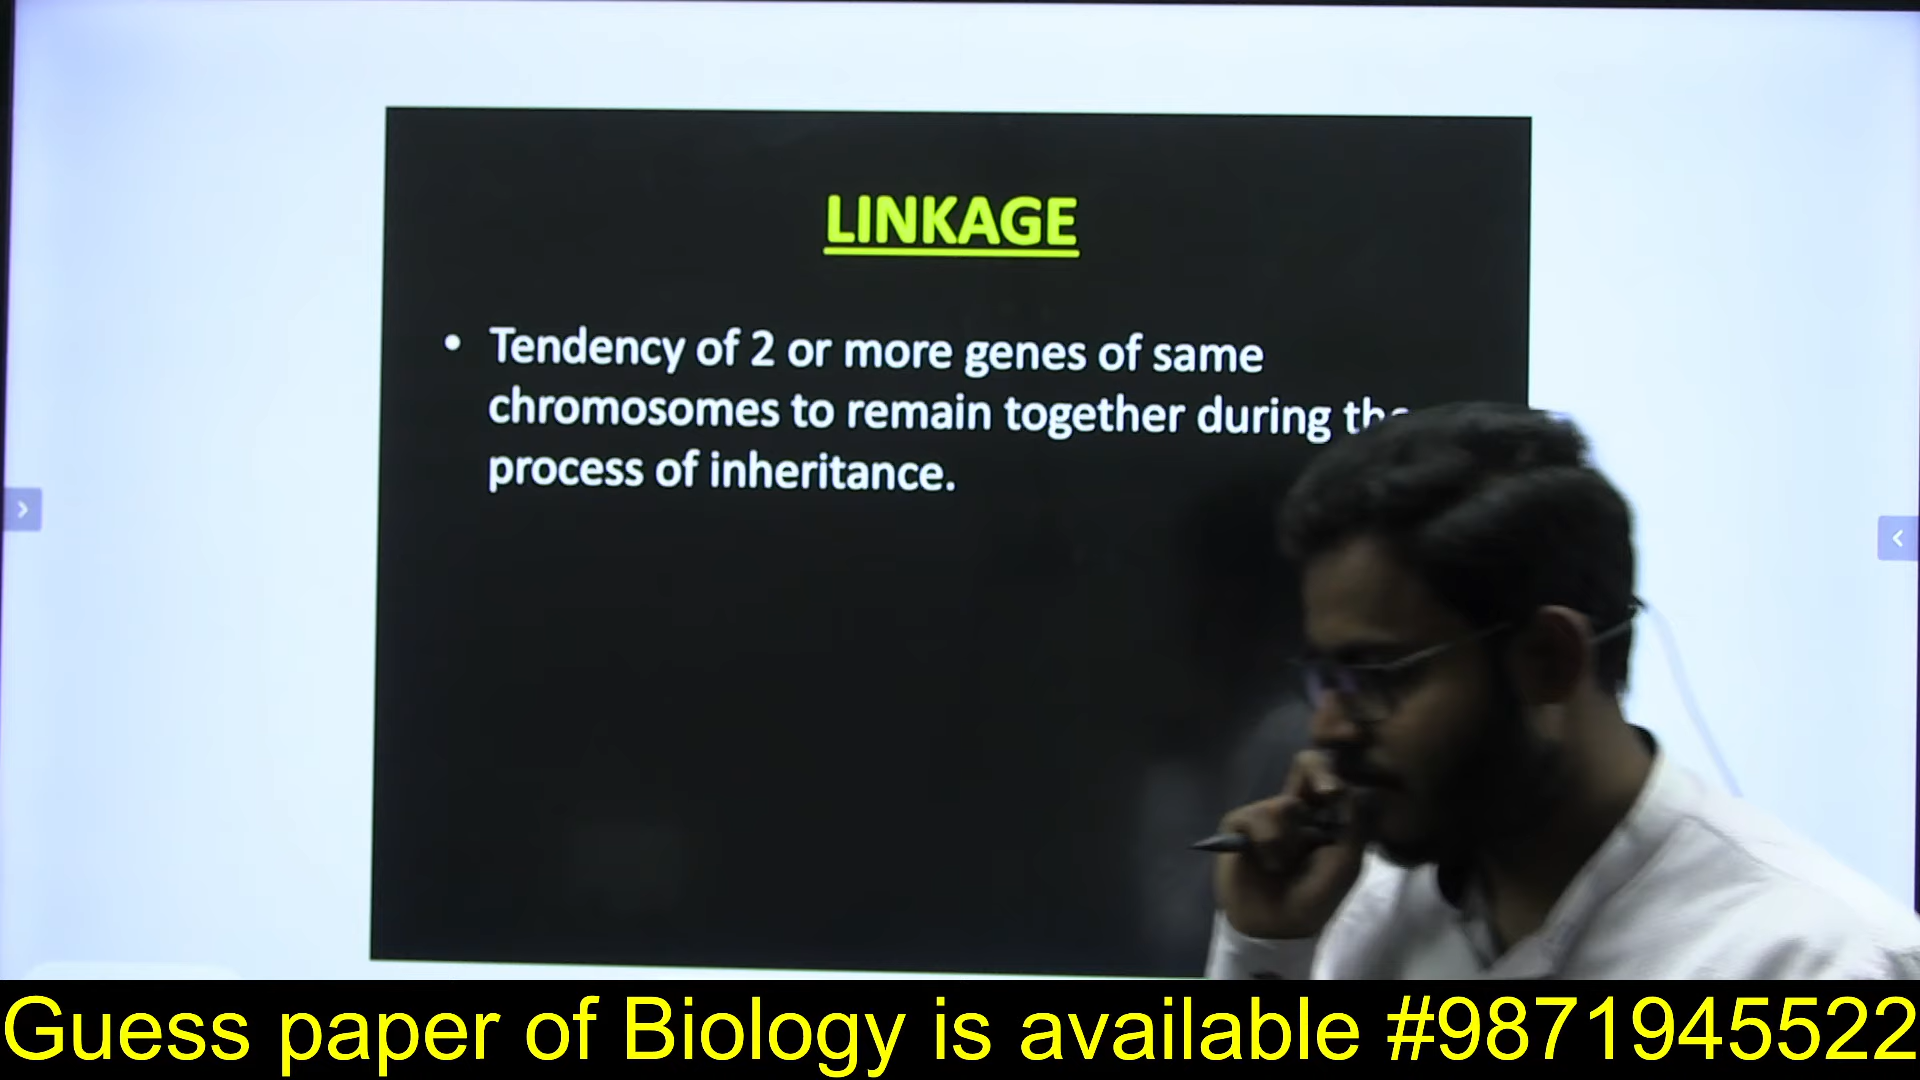 LINKAGE
• Tendency of 2 or more genes of same
chromosomes to remain together during the
process of inheritance.
Guess paper of Biology is available #9871945522